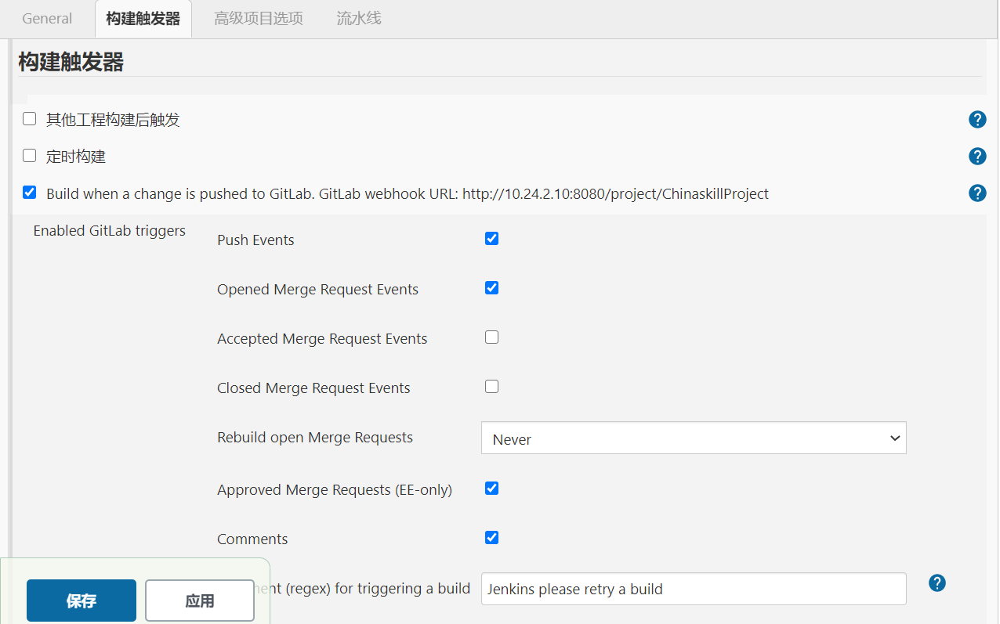 General 构建触发器 高级项目选项 流水线
构建触发器
其他工程构建后触发 ?
定时构建 ?
Build when a change is pushed to GitLab. GitLab webhook URL: http://10.24.2.10:8080/project/ChinaskillProject ?
Enabled GitLab triggers
Push Events
Opened Merge Request Events
Accepted Merge Request Events
Closed Merge Request Events
Rebuild open Merge Requests Never
Approved Merge Requests (EE-only)
Comments
(regex) for triggering a build Jenkins please retry a build ?
保存 应用